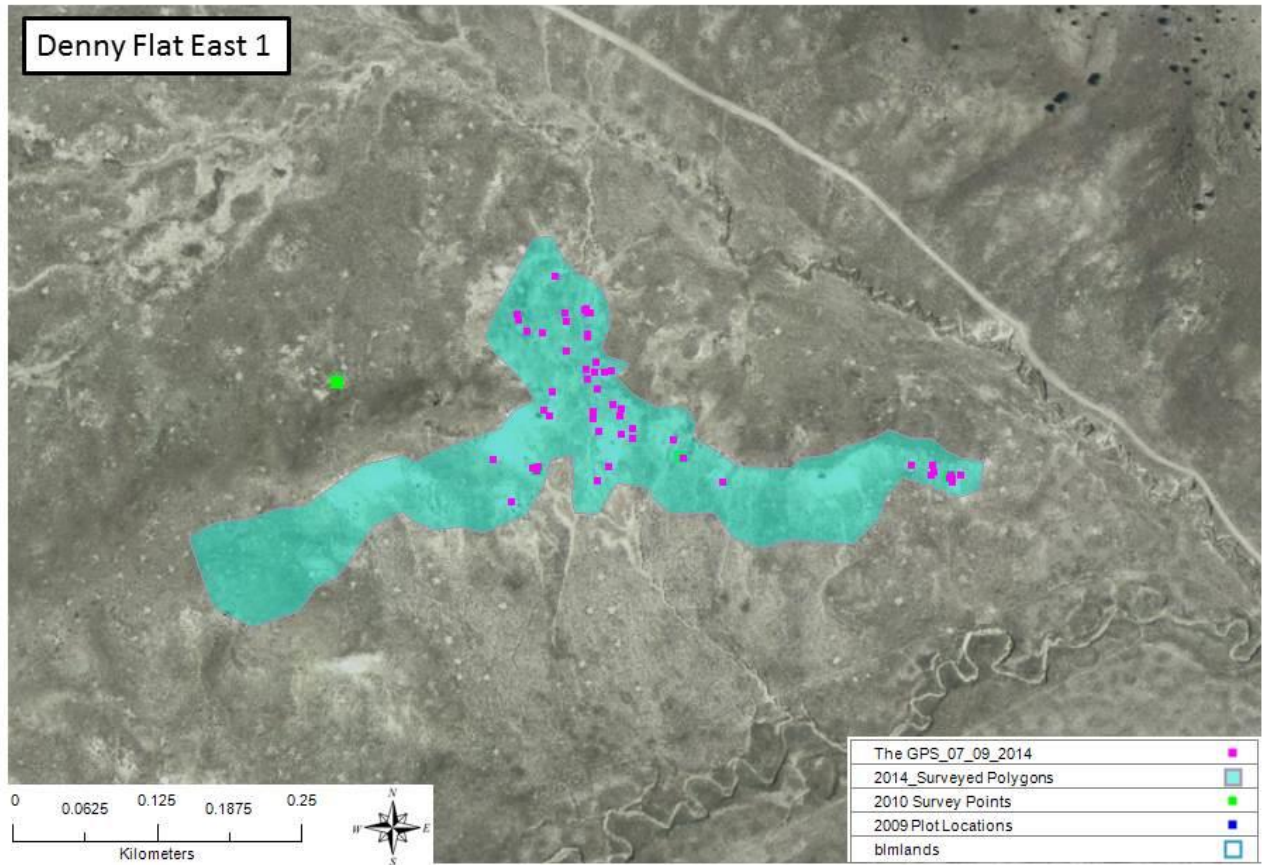 Denny Flat East 1
0 0.0625 0.125 0.1875 0.25
Kilometers
N
W E
S
The GPS_07_09_2014
2014_Surveyed Polygons
2010 Survey Points
2009 Plot Locations
blmlands